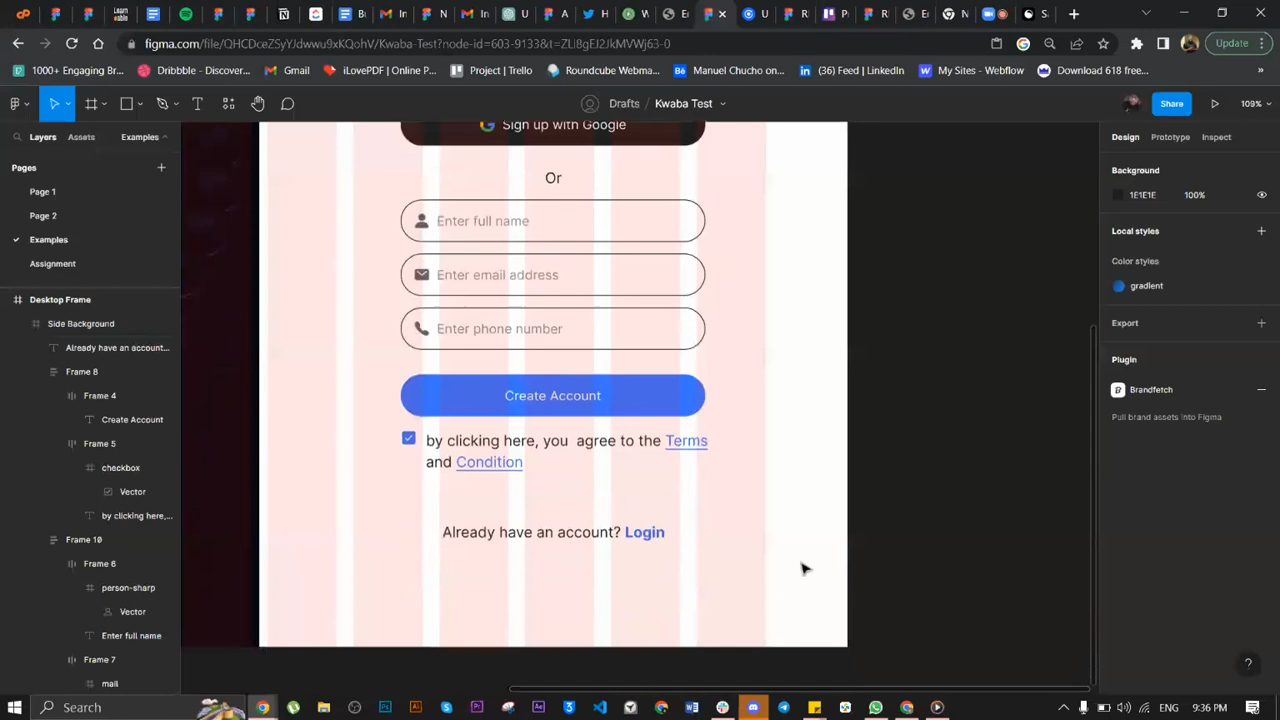 Learn
N
In
N
In
O
A
H
W
E
U
R
P
R
E
N
S
figma.com/file/QHCDceZSyYJdwwu9xKQohV/Kwaba-Test?node-id=603-9133&t=ZLl8gEJ2JkMVWj63-0
Update
1000+ Engaging Br...
Dribbble - Discover...
Gmail
iLovePDF | Online P...
Project | Trello
Roundcube Webma...
Manuel Chucho on...
(36) Feed | LinkedIn
My Sites - Webflow
Download 618 free...
Drafts / Kwaba Test
Share
109%
Layers
Assets
Examples
Pages
Page 1
Page 2
Examples
Assignment
Desktop Frame
Side Background
Already have an account...
Frame 8
Frame 4
Create Account
Frame 5
checkbox
Vector
by clicking here,...
Frame 10
Frame 6
person-sharp
Vector
Enter full name
Frame 7
mail
Sign up with Google
Or
Enter full name
Enter email address
Enter phone number
Create Account
by clicking here, you agree to the Terms
and Condition
Already have an account? Login
Design
Prototype
Inspect
Background
1E1E1E
100%
Local styles
Color styles
gradient
Export
Plugin
Brandfetch
Pull brand assets into Figma
?
Search
ENG
9:36 PM